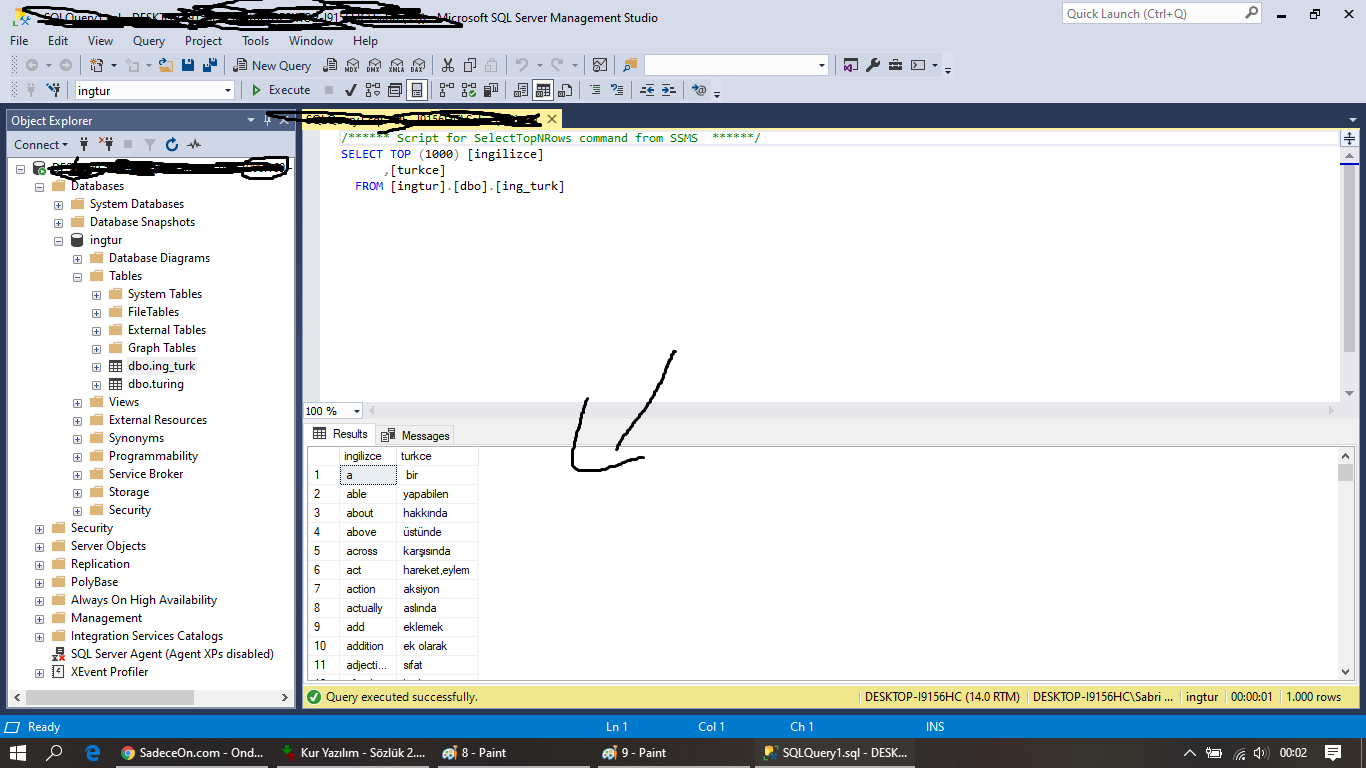 Microsoft SQL Server Management Studio
Quick Launch (Ctrl+Q)
File Edit View Query Project Tools Window Help
New Query MDX DMX XMLA DAX
ingtur Execute
Object Explorer
Connect
/****** Script for SelectTopNRows command from SSMS ******/
SELECT TOP (1000) [ingilizce]
,[turkce]
FROM [ingtur].[dbo].[ing_turk]
Databases
System Databases
Database Snapshots
ingtur
Database Diagrams
Tables
System Tables
FileTables
External Tables
Graph Tables
dbo.ing_turk
dbo.turing
Views
External Resources
Synonyms
Programmability
Service Broker
Storage
Security
Security
Server Objects
Replication
PolyBase
Always On High Availability
Management
Integration Services Catalogs
SQL Server Agent (Agent XPs disabled)
XEvent Profiler
100 %
Results Messages
ingilizce turkce
1 a bir
2 able yapabilen
3 about hakkında
4 above üstünde
5 across karşısında
6 act hareket,eylem
7 action aksiyon
8 actually aslında
9 add eklemek
10 addition ek olarak
11 adjecti... sıfat
Query executed successfully. DESKTOP-I9156HC (14.0 RTM) DESKTOP-I9156HC\Sabri ... ingtur 00:00:01 1.000 rows
Ready Ln 1 Col 1 Ch 1 INS
SadeceOn.com - Ond... Kur Yazılım - Sözlük 2.... 8 - Paint 9 - Paint SQLQuery1.sql - DESK... 00:02